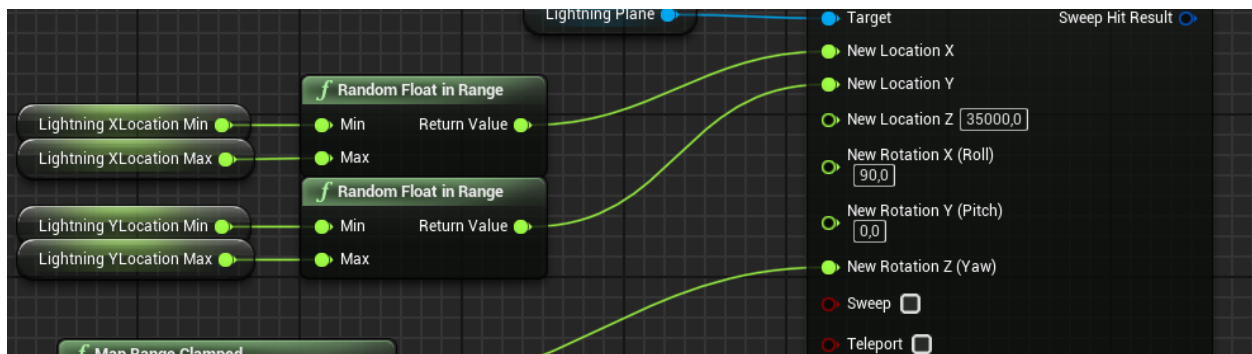 Lightning Plane
Target
Sweep Hit Result
New Location X
New Location Y
New Location Z 35000,0
New Rotation X (Roll)
90,0
New Rotation Y (Pitch)
0,0
New Rotation Z (Yaw)
Sweep
Teleport
f Random Float in Range
Lightning XLocation Min
Min
Return Value
Lightning XLocation Max
Max
f Random Float in Range
Lightning YLocation Min
Min
Return Value
Lightning YLocation Max
Max
f Map Range Clamped